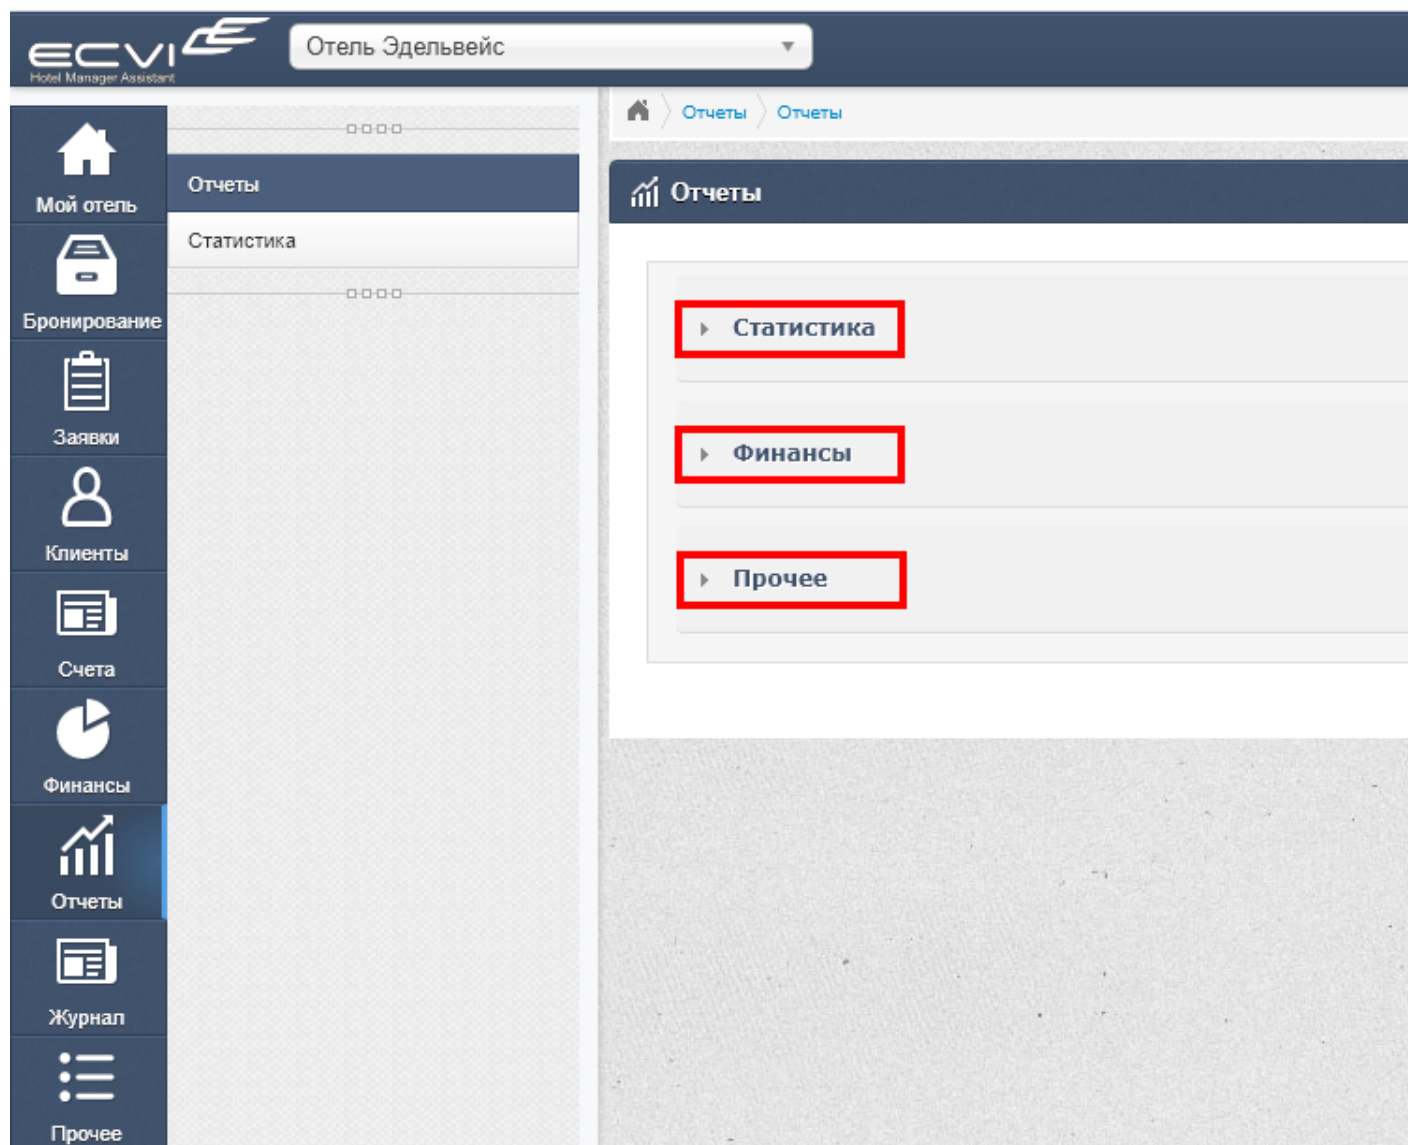 ECVI
Hotel Manager Assistant
Отель Эдельвейс
Отчеты
Отчеты
Мой отель
Бронирование
Заявки
Клиенты
Счета
Финансы
Отчеты
Журнал
Прочее
Отчеты
Статистика
Отчеты
Статистика
Финансы
Прочее